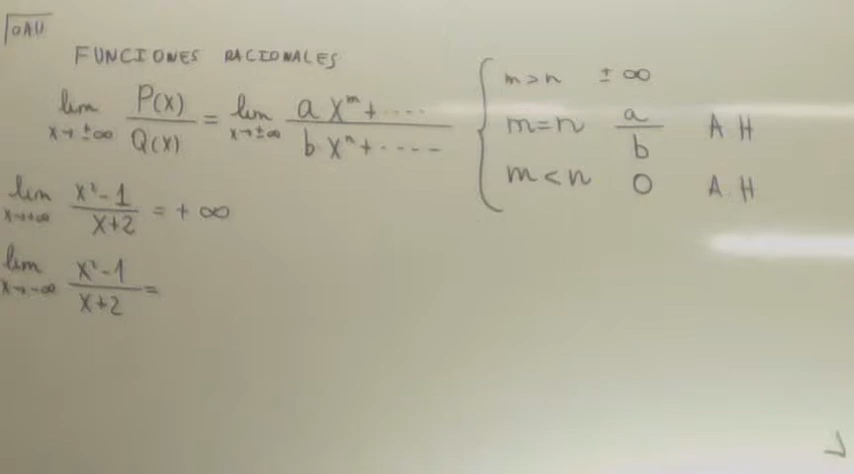 OAU
FUNCIONES RACIONALES
lim x→±∞ P(x)/Q(x) = lim x→±∞ (a x^m + ····)/(b x^n + ····-)
m>n ±∞
m=n a/b A.H
m<n 0 A.H
lim x→+∞ (x²-1)/(x+2) = +∞
lim x→-∞ (x²-1)/(x+2) =